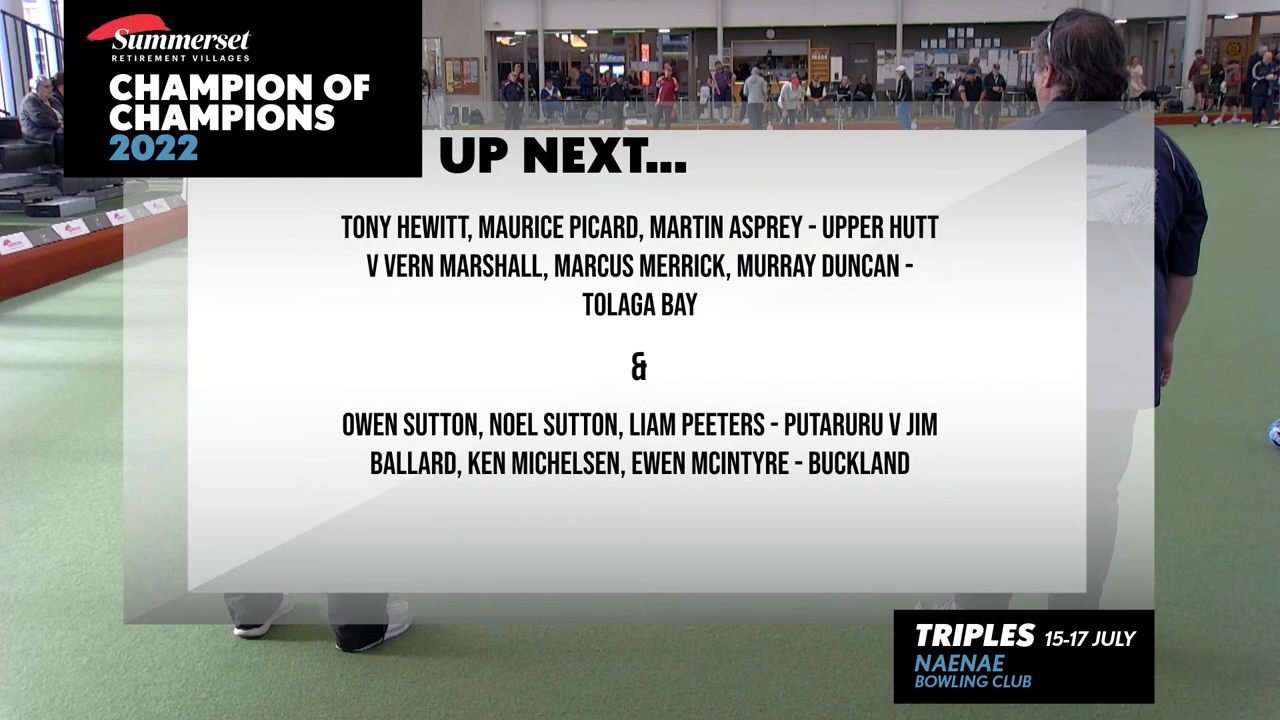 Summerset
RETIREMENT VILLAGES
CHAMPION OF
CHAMPIONS
2022
UP NEXT...
TONY HEWITT, MAURICE PICARD, MARTIN ASPREY - UPPER HUTT
V VERN MARSHALL, MARCUS MERRICK, MURRAY DUNCAN -
TOLAGA BAY
&
OWEN SUTTON, NOEL SUTTON, LIAM PEETERS - PUTARURU V JIM
BALLARD, KEN MICHELSEN, EWEN MCINTYRE - BUCKLAND
TRIPLES 15-17 JULY
NAENAE
BOWLING CLUB